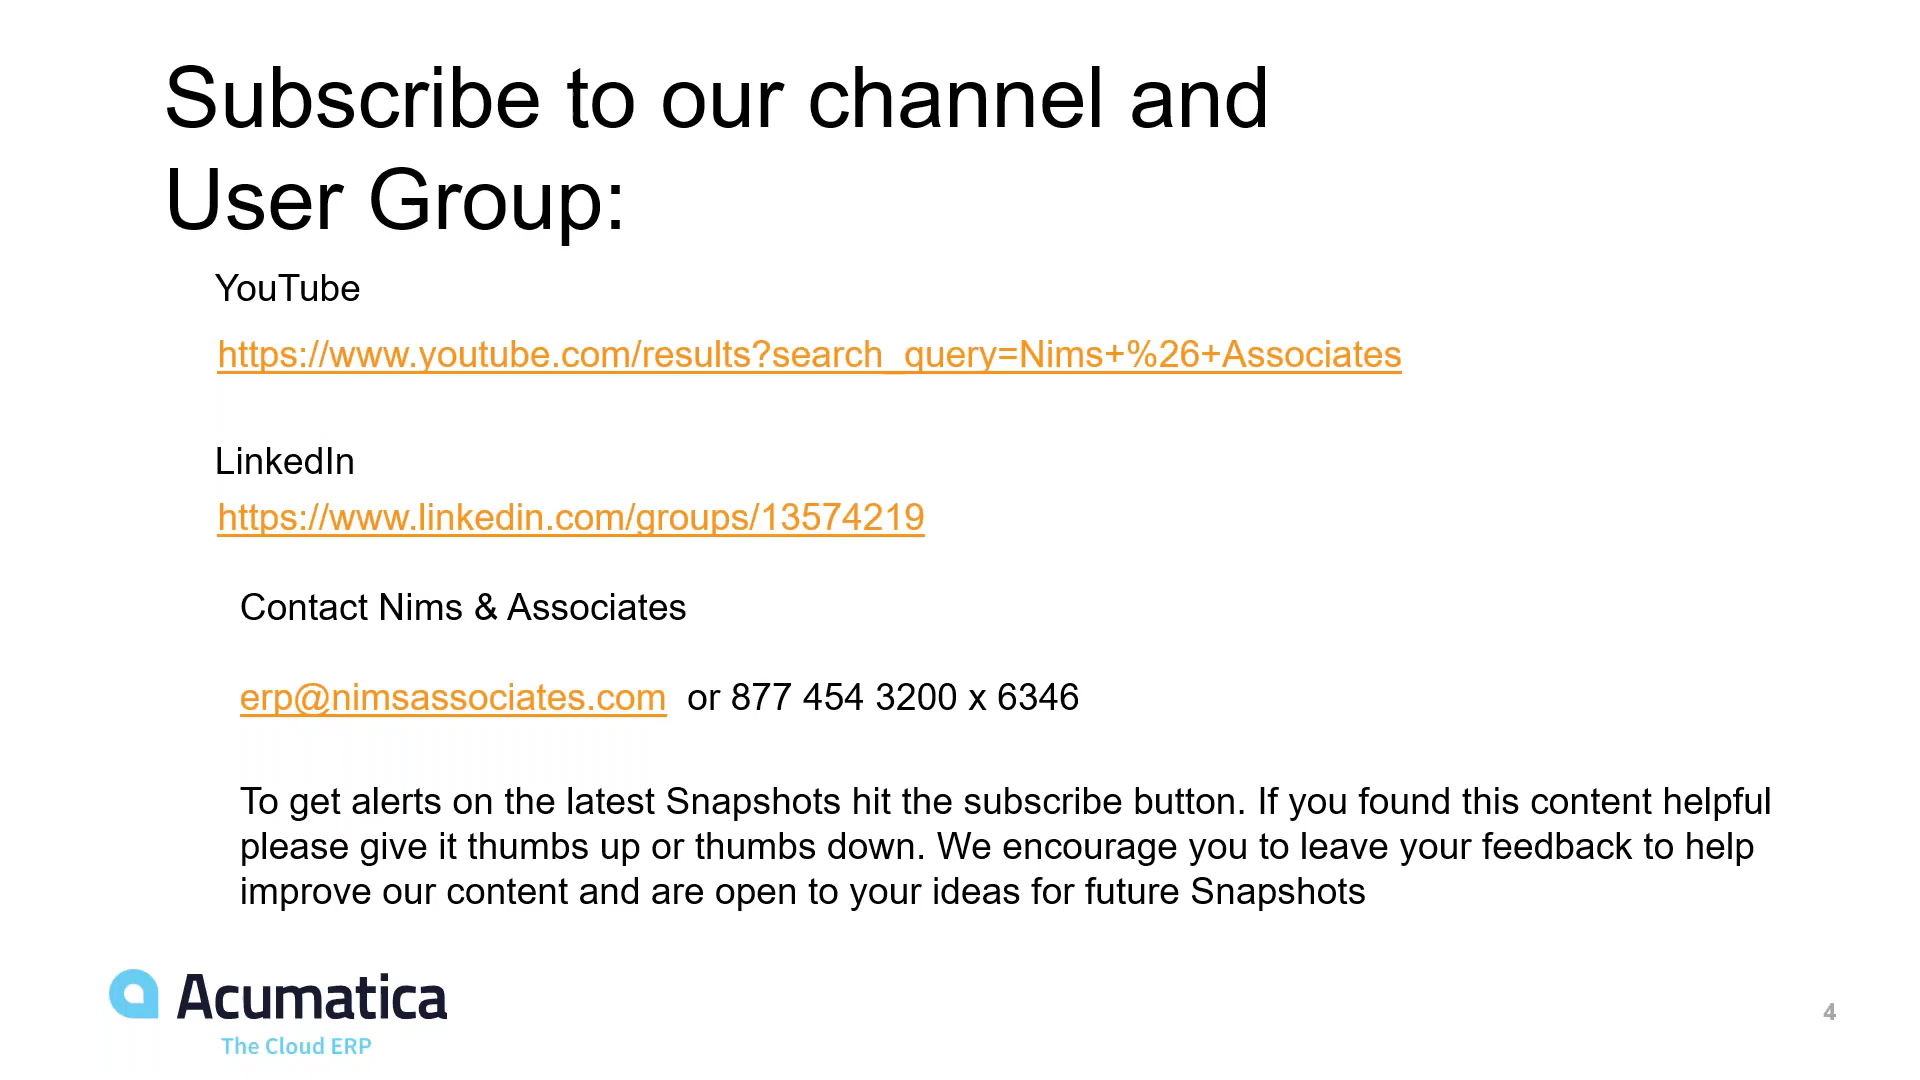 Subscribe to our channel and
User Group:
YouTube
https://www.youtube.com/results?search_query=Nims+%26+Associates
LinkedIn
https://www.linkedin.com/groups/13574219
Contact Nims & Associates
erp@nimsassociates.com or 877 454 3200 x 6346
To get alerts on the latest Snapshots hit the subscribe button. If you found this content helpful
please give it thumbs up or thumbs down. We encourage you to leave your feedback to help
improve our content and are open to your ideas for future Snapshots
Acumatica
The Cloud ERP
4